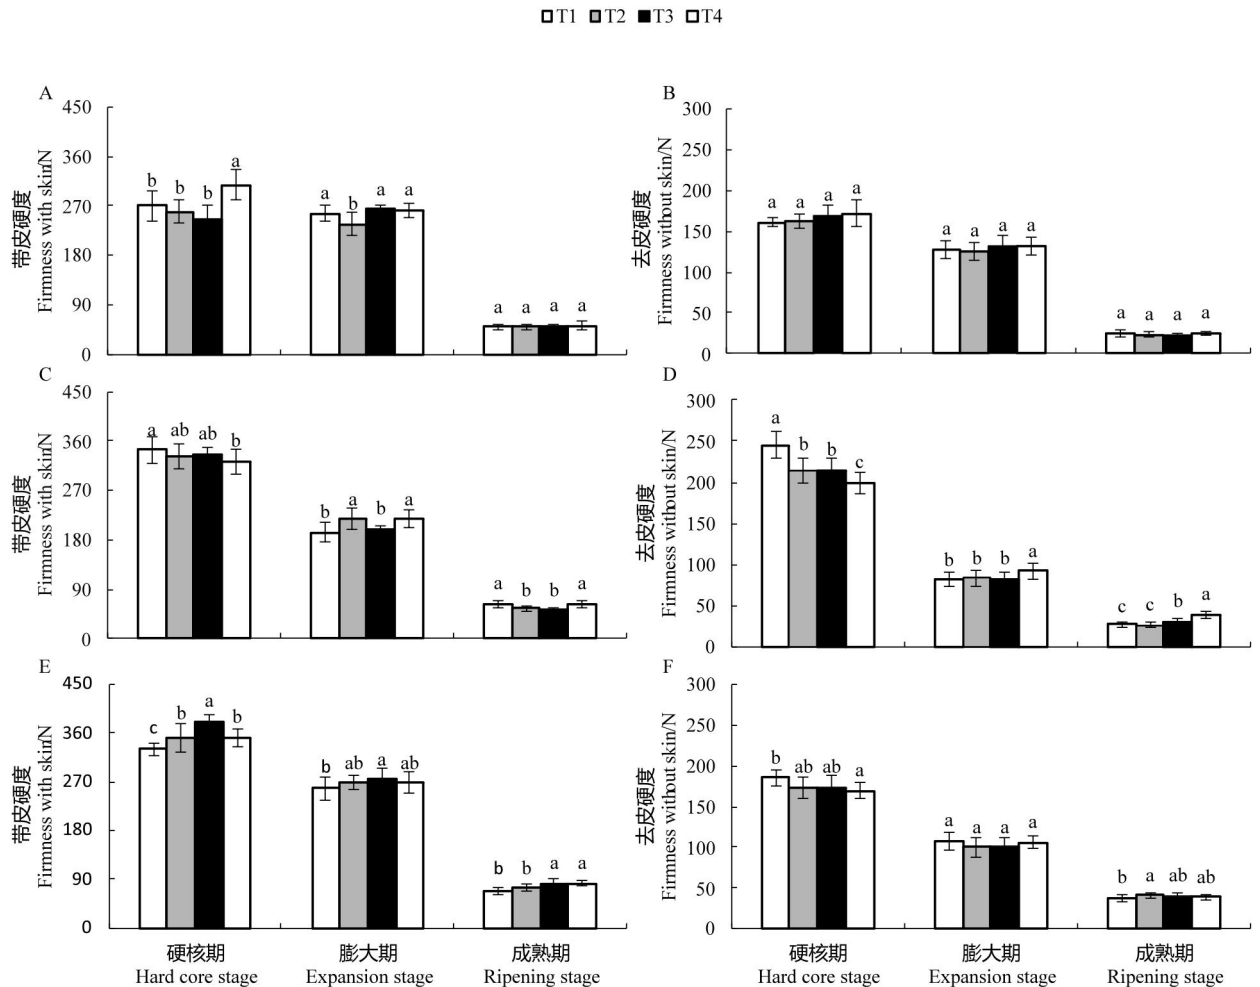 T1 T2 T3 T4
A
450
360
270
180
90
0
带皮硬度
Firmness with skin/N
b b b a
a b a a
a a a a
B
300
250
200
150
100
50
0
去皮硬度
Firmness without skin/N
a a a a
a a a a
a a a a
C
450
360
270
180
90
0
带皮硬度
Firmness with skin/N
a ab ab b
b a b a
a b b a
D
300
250
200
150
100
50
0
去皮硬度
Firmness without skin/N
a b b c
b b b a
c c b a
E
450
360
270
180
90
0
带皮硬度
Firmness with skin/N
c b a b
b ab a ab
b b a a
硬核期 膨大期 成熟期
Hard core stage Expansion stage Ripening stage
F
300
250
200
150
100
50
0
去皮硬度
Firmness without skin/N
b ab ab a
a a a a
b a ab ab
硬核期 膨大期 成熟期
Hard core stage Expansion stage Ripening stage